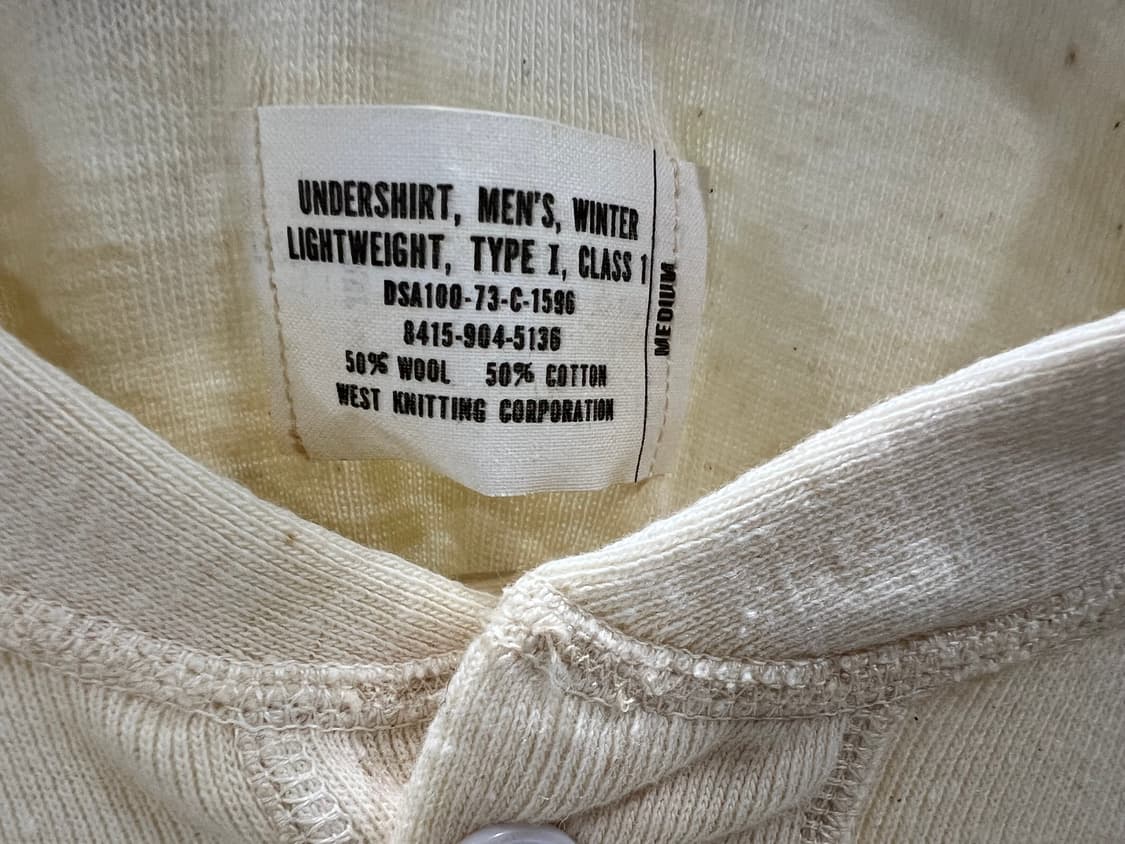 UNDERSHIRT, MEN'S, WINTER
LIGHTWEIGHT, TYPE I, CLASS 1
DSA100-73-C-1596
8415-904-5136
50% WOOL 50% COTTON
WEST KNITTING CORPORATION
MEDIUM